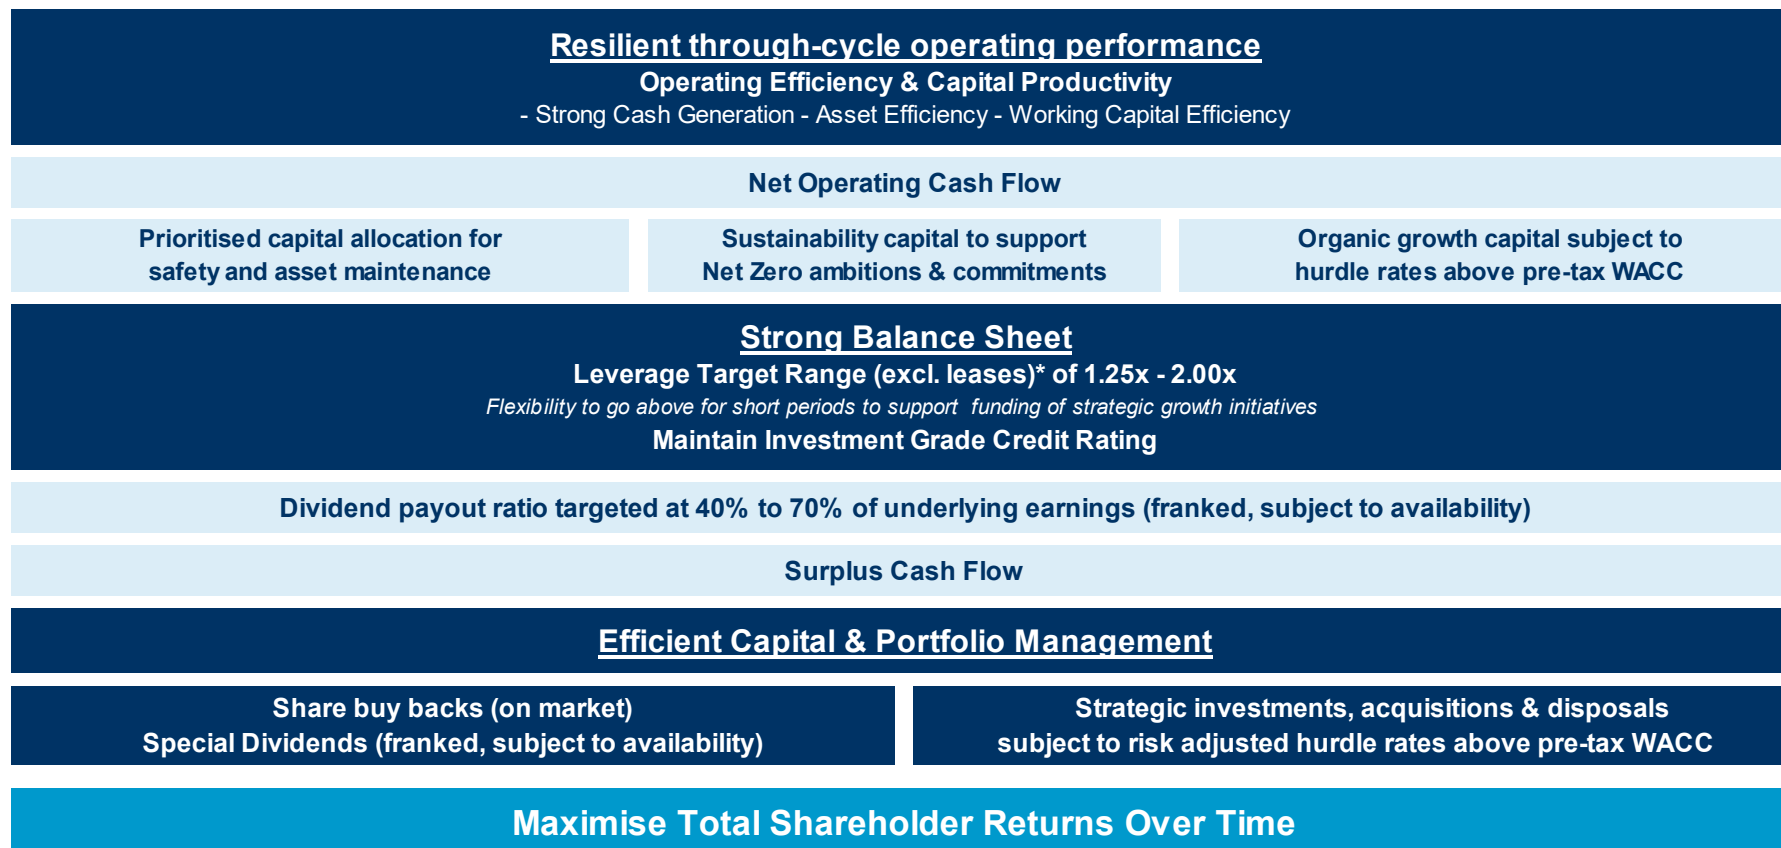 Resilient through-cycle operating performance
Operating Efficiency & Capital Productivity
- Strong Cash Generation - Asset Efficiency - Working Capital Efficiency
Net Operating Cash Flow
Prioritised capital allocation for
safety and asset maintenance
Sustainability capital to support
Net Zero ambitions & commitments
Organic growth capital subject to
hurdle rates above pre-tax WACC
Strong Balance Sheet
Leverage Target Range (excl. leases)* of 1.25x - 2.00x
Flexibility to go above for short periods to support funding of strategic growth initiatives
Maintain Investment Grade Credit Rating
Dividend payout ratio targeted at 40% to 70% of underlying earnings (franked, subject to availability)
Surplus Cash Flow
Efficient Capital & Portfolio Management
Share buy backs (on market)
Special Dividends (franked, subject to availability)
Strategic investments, acquisitions & disposals
subject to risk adjusted hurdle rates above pre-tax WACC
Maximise Total Shareholder Returns Over Time